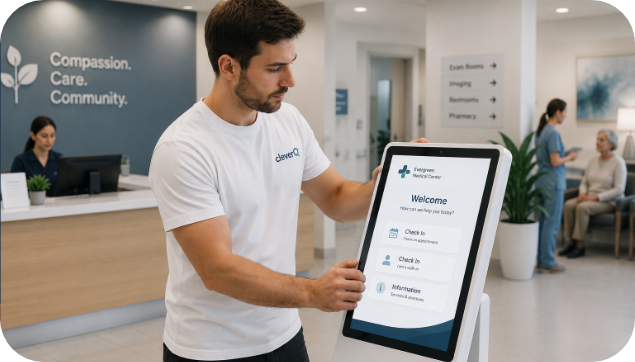 Compassion.
Care.
Community.
Exam Rooms →
Imaging →
Restrooms →
Pharmacy →
cleverQ
Evergreen
Medical Center
Welcome
How can we help you today?
Check In
I have an appointment
Check In
I am a walk-in
Information
Services & directions